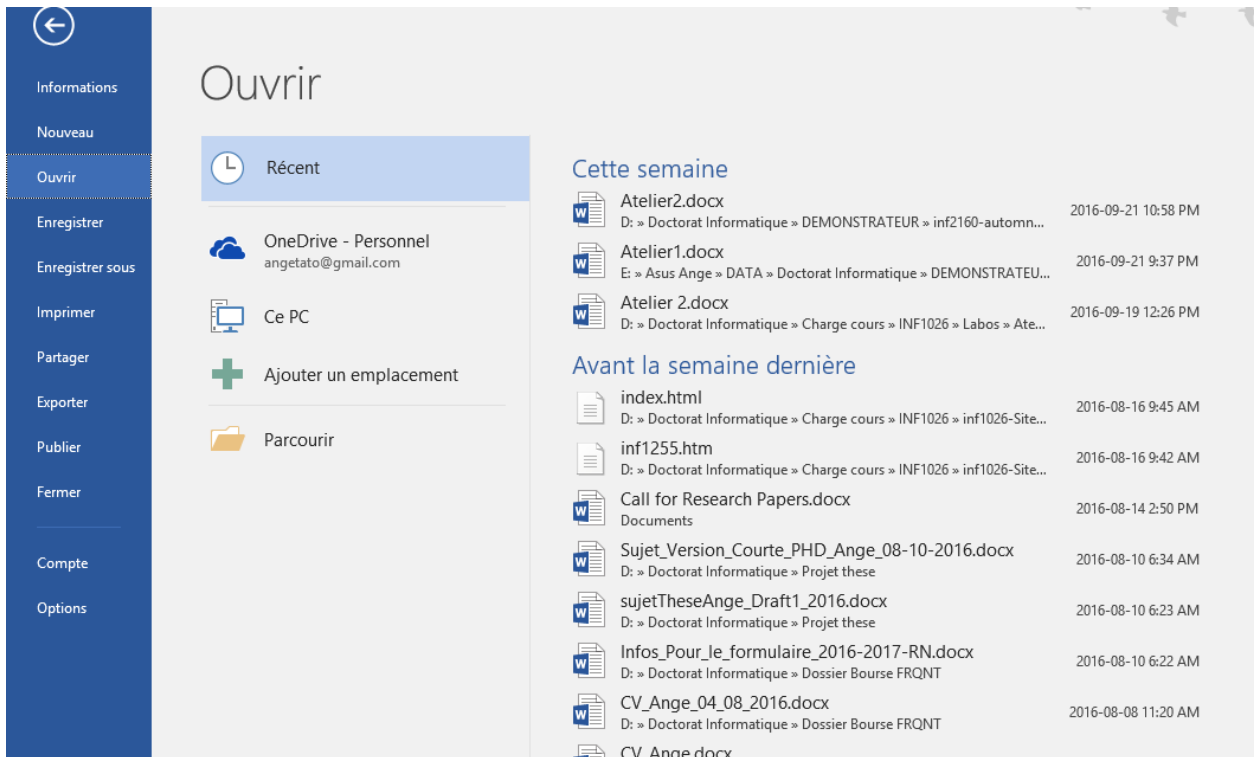 Informations
Nouveau
Ouvrir
Enregistrer
Enregistrer sous
Imprimer
Partager
Exporter
Publier
Fermer
Compte
Options
Ouvrir
Récent
OneDrive - Personnel
angetato@gmail.com
Ce PC
Ajouter un emplacement
Parcourir
Cette semaine
Atelier2.docx
D: » Doctorat Informatique » DEMONSTRATEUR » inf2160-automn...
2016-09-21 10:58 PM
Atelier1.docx
E: » Asus Ange » DATA » Doctorat Informatique » DEMONSTRATEU...
2016-09-21 9:37 PM
Atelier 2.docx
D: » Doctorat Informatique » Charge cours » INF1026 » Labos » Ate...
2016-09-19 12:26 PM
Avant la semaine dernière
index.html
D: » Doctorat Informatique » Charge cours » INF1026 » inf1026-Site...
2016-08-16 9:45 AM
inf1255.htm
D: » Doctorat Informatique » Charge cours » INF1026 » inf1026-Site...
2016-08-16 9:42 AM
Call for Research Papers.docx
Documents
2016-08-14 2:50 PM
Sujet_Version_Courte_PHD_Ange_08-10-2016.docx
D: » Doctorat Informatique » Projet these
2016-08-10 6:34 AM
sujetTheseAnge_Draft1_2016.docx
D: » Doctorat Informatique » Projet these
2016-08-10 6:23 AM
Infos_Pour_le_formulaire_2016-2017-RN.docx
D: » Doctorat Informatique » Dossier Bourse FRQNT
2016-08-10 6:22 AM
CV_Ange_04_08_2016.docx
D: » Doctorat Informatique » Dossier Bourse FRQNT
2016-08-08 11:20 AM
CV_Ange.docx